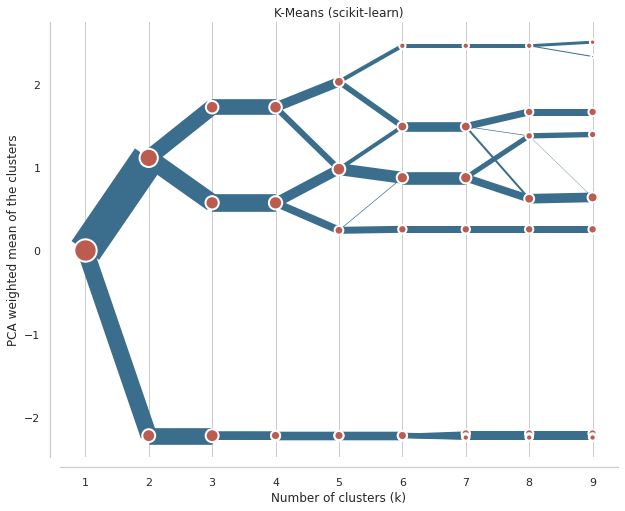 K-Means (scikit-learn)
PCA weighted mean of the clusters
2
1
0
−1
−2
1 2 3 4 5 6 7 8 9
Number of clusters (k)